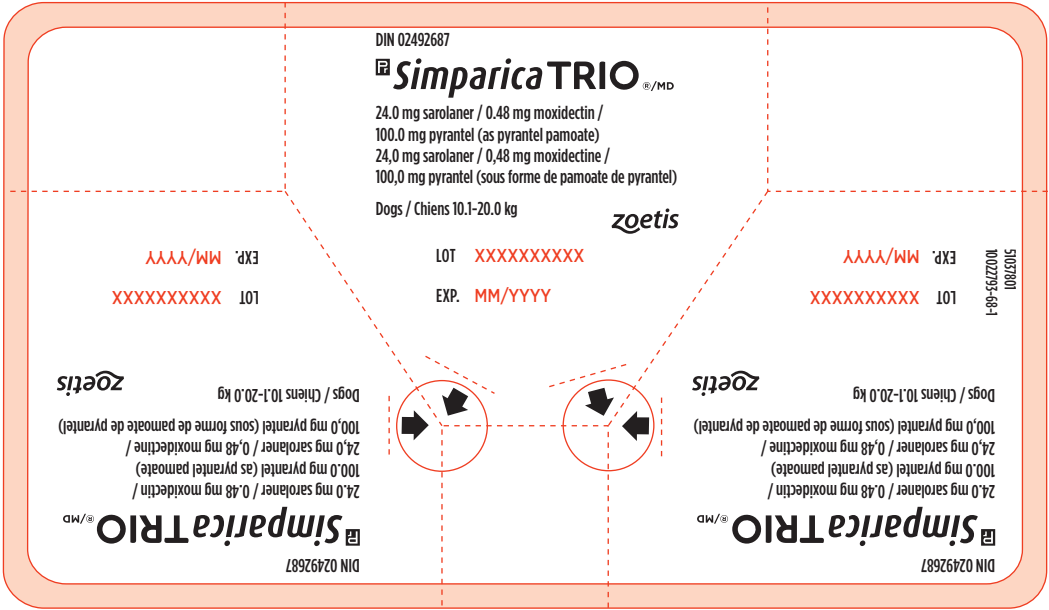 DIN 02492687
Pr Simparica TRIO ®/MD
24.0 mg sarolaner / 0.48 mg moxidectin /
100.0 mg pyrantel (as pyrantel pamoate)
24,0 mg sarolaner / 0,48 mg moxidectine /
100,0 mg pyrantel (sous forme de pamoate de pyrantel)
Dogs / Chiens 10.1-20.0 kg
zoetis
LOT XXXXXXXXXX
EXP. MM/YYYY
DIN 02492687
Pr Simparica TRIO ®/MD
24.0 mg sarolaner / 0.48 mg moxidectin /
100.0 mg pyrantel (as pyrantel pamoate)
24,0 mg sarolaner / 0,48 mg moxidectine /
100,0 mg pyrantel (sous forme de pamoate de pyrantel)
Dogs / Chiens 10.1-20.0 kg
zoetis
LOT XXXXXXXXXX
EXP. MM/YYYY
DIN 02492687
Pr Simparica TRIO ®/MD
24.0 mg sarolaner / 0.48 mg moxidectin /
100.0 mg pyrantel (as pyrantel pamoate)
24,0 mg sarolaner / 0,48 mg moxidectine /
100,0 mg pyrantel (sous forme de pamoate de pyrantel)
Dogs / Chiens 10.1-20.0 kg
zoetis
LOT XXXXXXXXXX
EXP. MM/YYYY
51037801
10022793-68-1